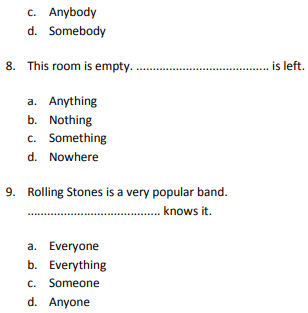 c. Anybody
d. Somebody
8. This room is empty. ........................................ is left.
a. Anything
b. Nothing
c. Something
d. Nowhere
9. Rolling Stones is a very popular band.
........................................ knows it.
a. Everyone
b. Everything
c. Someone
d. Anyone